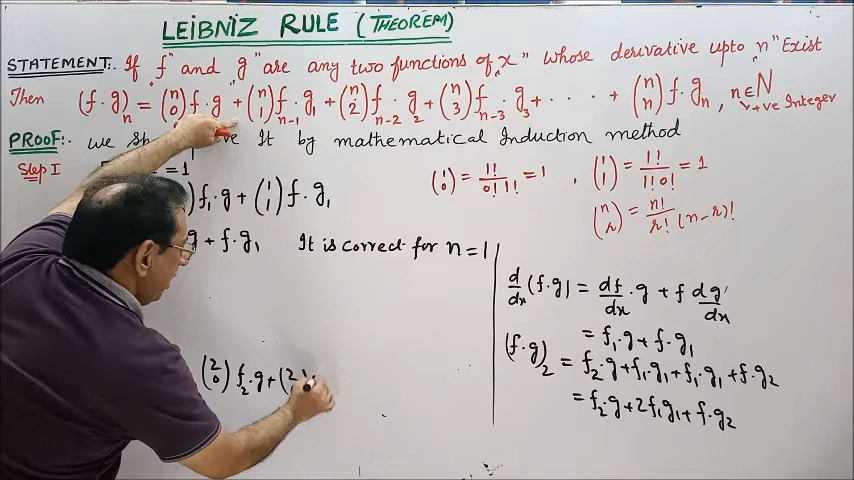 LEIBNIZ RULE (THEOREM)
STATEMENT:. If "f" and "g" are any two functions of "x" whose derivative upto "n" Exist
Then (f·g)ₙ = (n 0) fₙ·g + (n 1) fₙ₋₁·g₁ + (n 2) fₙ₋₂·g₂ + (n 3) fₙ₋₃·g₃ + · · · · + (n n) f·gₙ , n∈N
+ve Integer
PROOF:- we It by mathematical Induction method
Step I = 1
f₁·g + (1 1) f·g₁
g + f·g₁ It is correct for n=1
(2 0) f₂·g + (2
(1 0) = 1!/0! 1! = 1 , (1 1) = 1!/1! 0! = 1
(n r) = n!/r! (n-r)!
d/dx (f·g) = df/dx · g + f dg/dx
= f₁·g + f·g₁
(f·g)₂ = f₂·g + f₁·g₁ + f₁·g₁ + f·g₂
= f₂·g + 2f₁g₁ + f·g₂